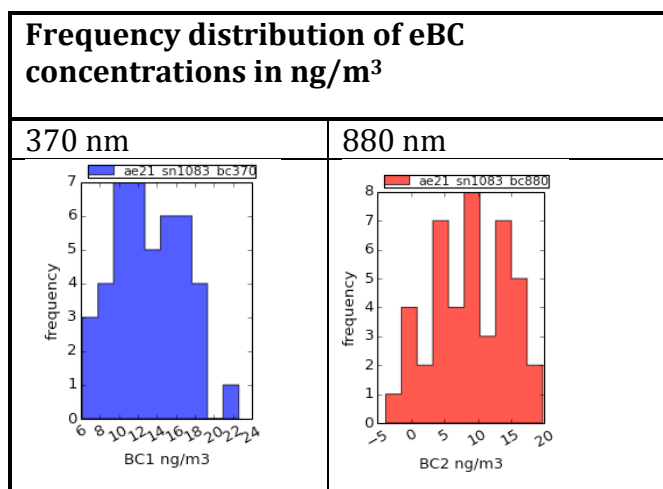 Frequency distribution of eBC
concentrations in ng/m³
370 nm
880 nm
ae21 sn1083 bc370
7
6
5
4
3
2
1
0
frequency
6 8 10 12 14 16 18 20 22 24
BC1 ng/m3
ae21 sn1083 bc880
8
7
6
5
4
3
2
1
0
frequency
-5 0 5 10 15 20
BC2 ng/m3